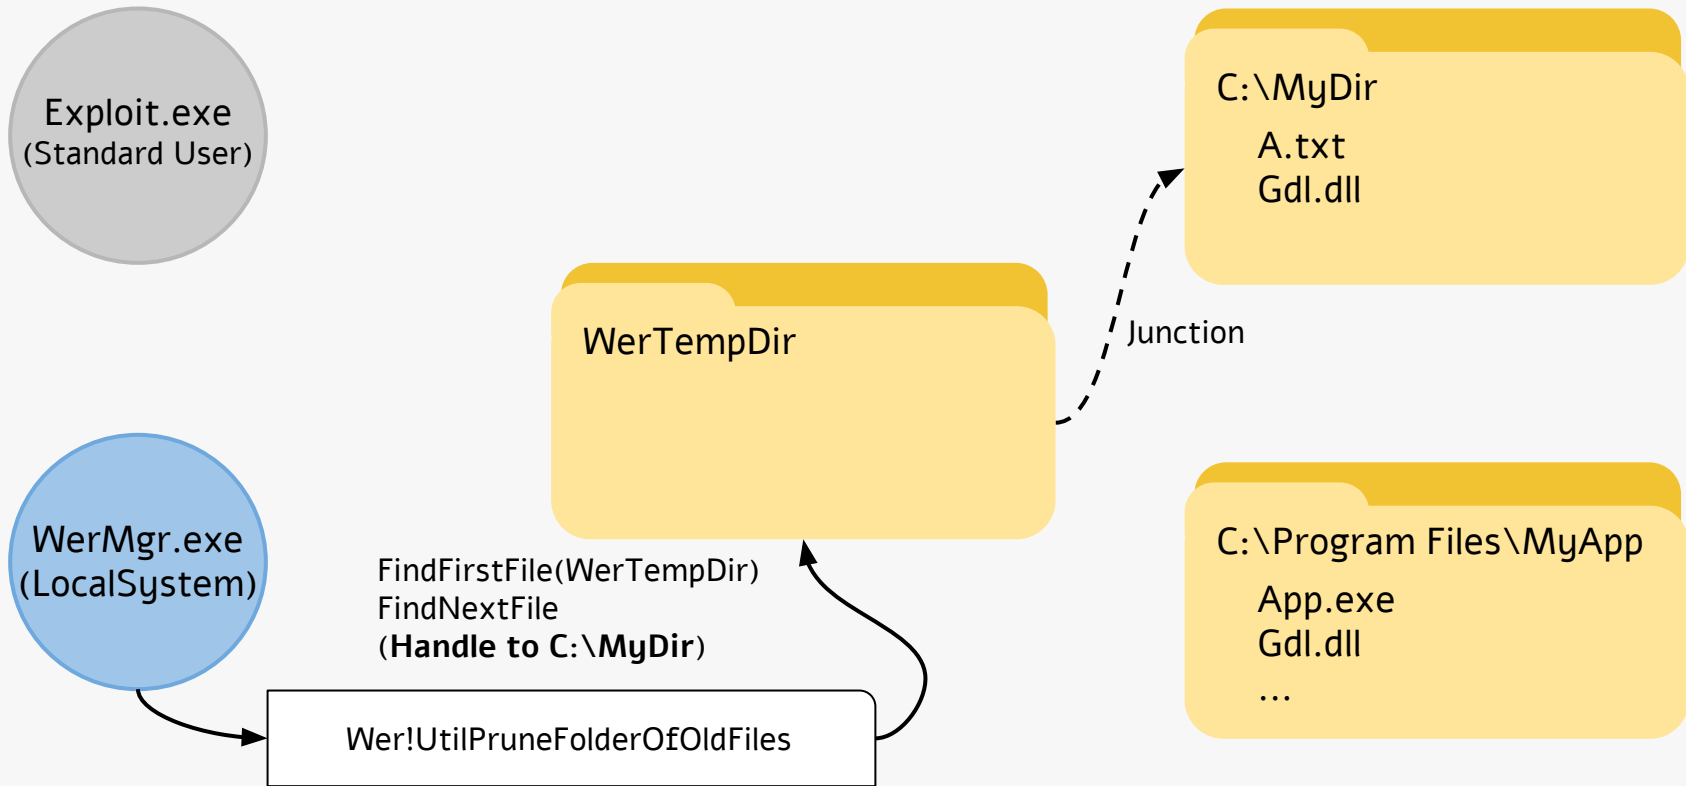 Exploit.exe
(Standard User)
C:\MyDir
A.txt
Gdl.dll
WerTempDir
Junction
WerMgr.exe
(LocalSystem)
FindFirstFile(WerTempDir)
FindNextFile
(Handle to C:\MyDir)
C:\Program Files\MyApp
App.exe
Gdl.dll
...
Wer!UtilPruneFolderOfOldFiles